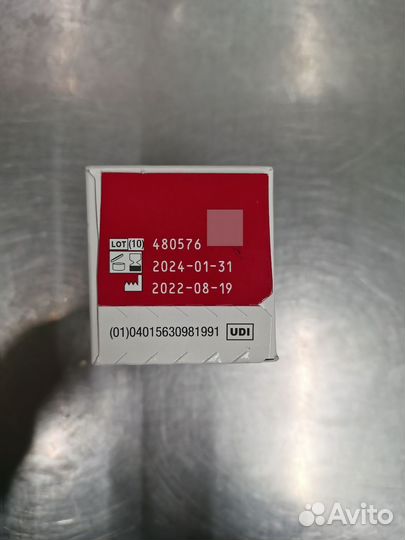 LOT (10) 480576
2024-01-31
2022-08-19
(01)04015630981991 UDI
Avito